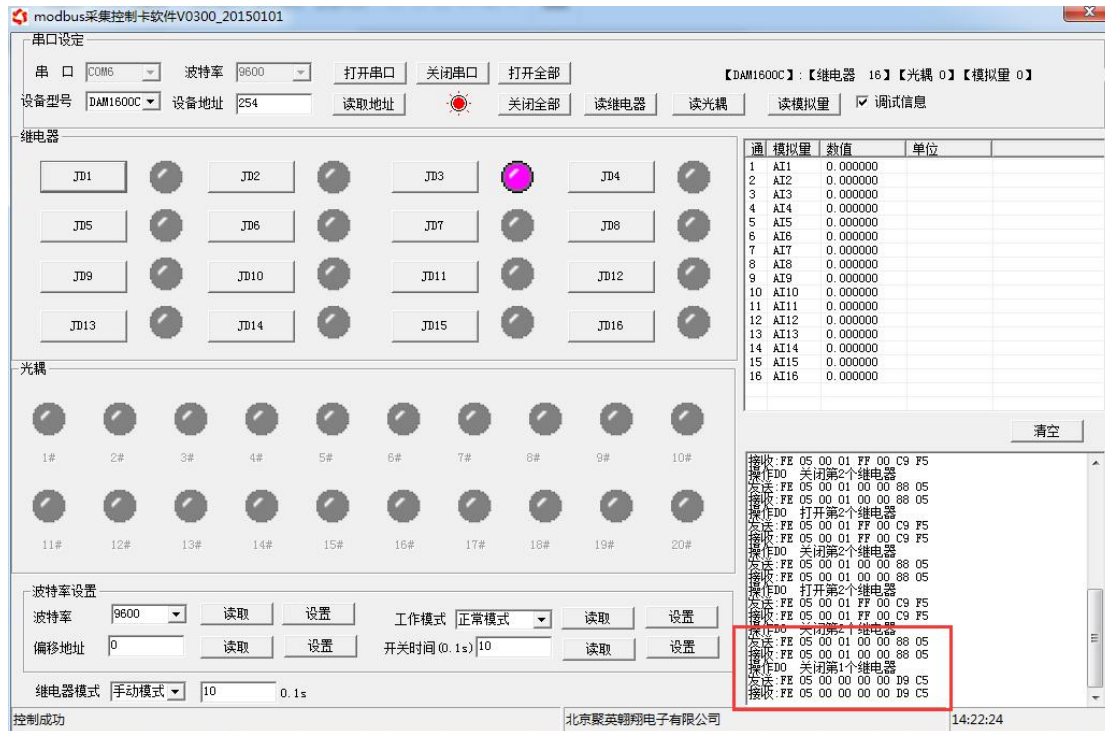 modbus采集控制卡软件V0300_20150101
串口设定
串 口 COM6 波特率 9600 打开串口 关闭串口 打开全部 【DAM1600C】:【继电器 16】【光耦 0】【模拟量 0】
设备型号 DAM1600C 设备地址 254 读取地址 关闭全部 读继电器 读光耦 读模拟量 调试信息
继电器
JD1 JD2 JD3 JD4
JD5 JD6 JD7 JD8
JD9 JD10 JD11 JD12
JD13 JD14 JD15 JD16
光耦
1# 2# 3# 4# 5# 6# 7# 8# 9# 10#
11# 12# 13# 14# 15# 16# 17# 18# 19# 20#
波特率设置
波特率 9600 读取 设置 工作模式 正常模式 读取 设置
偏移地址 0 读取 设置 开关时间(0.1s) 10 读取 设置
继电器模式 手动模式 10 0.1s
通 模拟量 数值 单位
1 AI1 0.000000
2 AI2 0.000000
3 AI3 0.000000
4 AI4 0.000000
5 AI5 0.000000
6 AI6 0.000000
7 AI7 0.000000
8 AI8 0.000000
9 AI9 0.000000
10 AI10 0.000000
11 AI11 0.000000
12 AI12 0.000000
13 AI13 0.000000
14 AI14 0.000000
15 AI15 0.000000
16 AI16 0.000000
清空
接收:FE 05 00 01 FF 00 C9 F5
操作DO 关闭第2个继电器
发送:FE 05 00 01 00 00 88 05
接收:FE 05 00 01 00 00 88 05
操作DO 打开第2个继电器
发送:FE 05 00 01 FF 00 C9 F5
接收:FE 05 00 01 FF 00 C9 F5
操作DO 关闭第2个继电器
发送:FE 05 00 01 00 00 88 05
接收:FE 05 00 01 00 00 88 05
操作DO 打开第2个继电器
发送:FE 05 00 01 FF 00 C9 F5
接收:FE 05 00 01 FF 00 C9 F5
操作DO 关闭第2个继电器
发送:FE 05 00 01 00 00 88 05
接收:FE 05 00 01 00 00 88 05
操作DO 关闭第1个继电器
发送:FE 05 00 00 00 00 D9 C5
接收:FE 05 00 00 00 00 D9 C5
控制成功 北京聚英翱翔电子有限公司 14:22:24